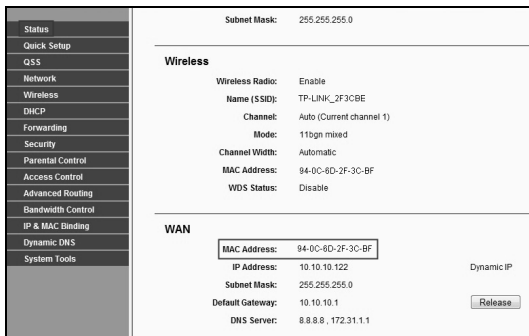 Status
Quick Setup
QSS
Network
Wireless
DHCP
Forwarding
Security
Parental Control
Access Control
Advanced Routing
Bandwidth Control
IP & MAC Binding
Dynamic DNS
System Tools
Subnet Mask: 255.255.255.0
Wireless
Wireless Radio: Enable
Name (SSID): TP-LINK_2F3CBE
Channel: Auto (Current channel 1)
Mode: 11bgn mixed
Channel Width: Automatic
MAC Address: 94-0C-6D-2F-3C-BF
WDS Status: Disable
WAN
MAC Address: 94-0C-6D-2F-3C-BF
IP Address: 10.10.10.122 Dynamic IP
Subnet Mask: 255.255.255.0
Default Gateway: 10.10.10.1 Release
DNS Server: 8.8.8.8 , 172.31.1.1